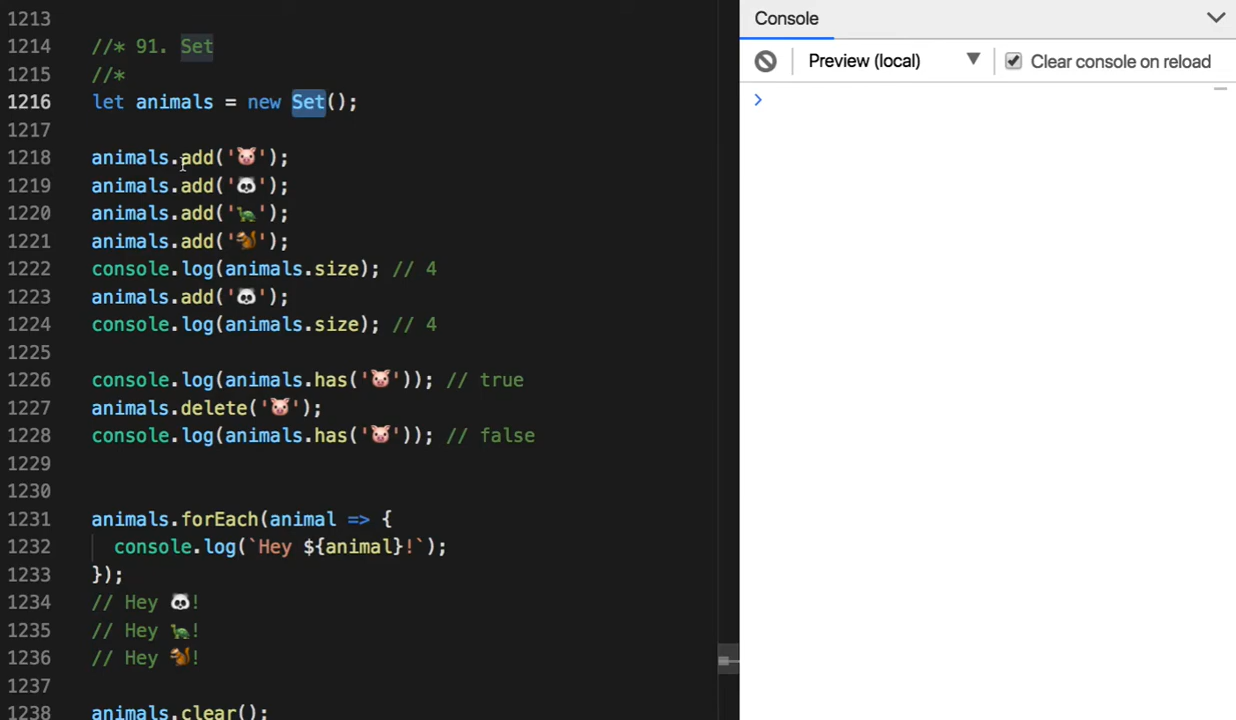 1213
1214 //* 91. Set
1215 //*
1216 let animals = new Set();
1217
1218 animals.add('🐷');
1219 animals.add('🐼');
1220 animals.add('🐢');
1221 animals.add('🐿');
1222 console.log(animals.size); // 4
1223 animals.add('🐼');
1224 console.log(animals.size); // 4
1225
1226 console.log(animals.has('🐷')); // true
1227 animals.delete('🐷');
1228 console.log(animals.has('🐷')); // false
1229
1230
1231 animals.forEach(animal => {
1232 console.log(`Hey ${animal}!`);
1233 });
1234 // Hey 🐼!
1235 // Hey 🐢!
1236 // Hey 🐿!
1237
1238 animals.clear();
Console
Preview (local)
Clear console on reload